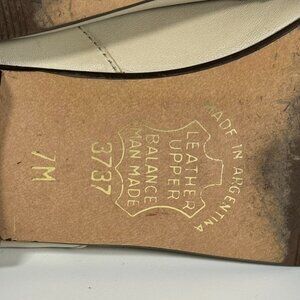 MADE IN ARGENTINA
LEATHER
UPPER
BALANCE
MAN MADE
3737
7M